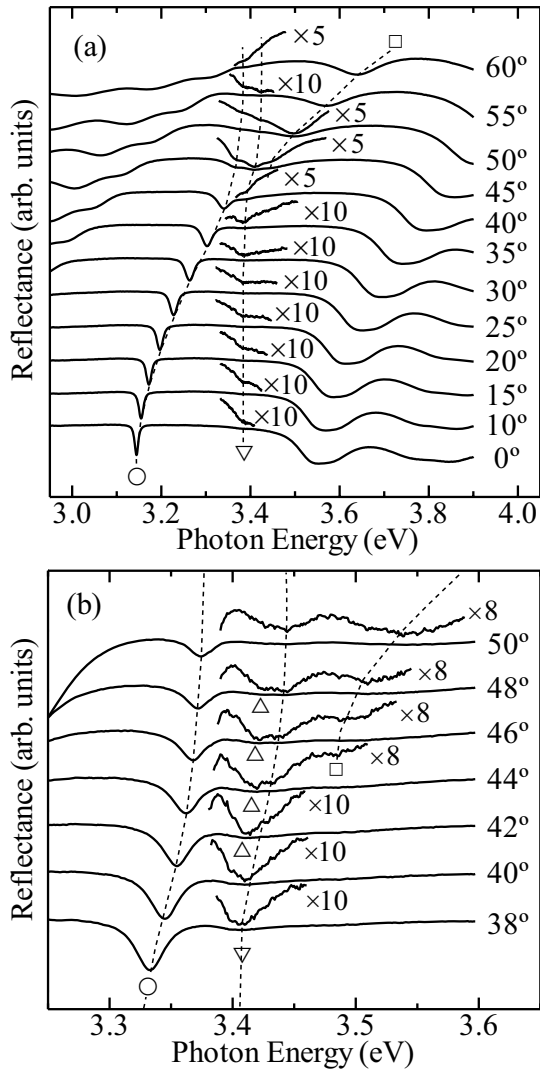 (a)
×5
□
60º
×10
55º
×5
50º
×5
45º
×5
40º
×10
35º
×10
30º
×10
25º
×10
20º
×10
15º
×10
10º
×10
0º
○
▽
Reflectance (arb. units)
3.0 3.2 3.4 3.6 3.8 4.0
Photon Energy (eV)
(b)
×8
50º
×8
48º
△
×8
46º
△
□
×8
44º
△
×10
42º
△
×10
40º
×10
38º
○
▽
Reflectance (arb. units)
3.3 3.4 3.5 3.6
Photon Energy (eV)